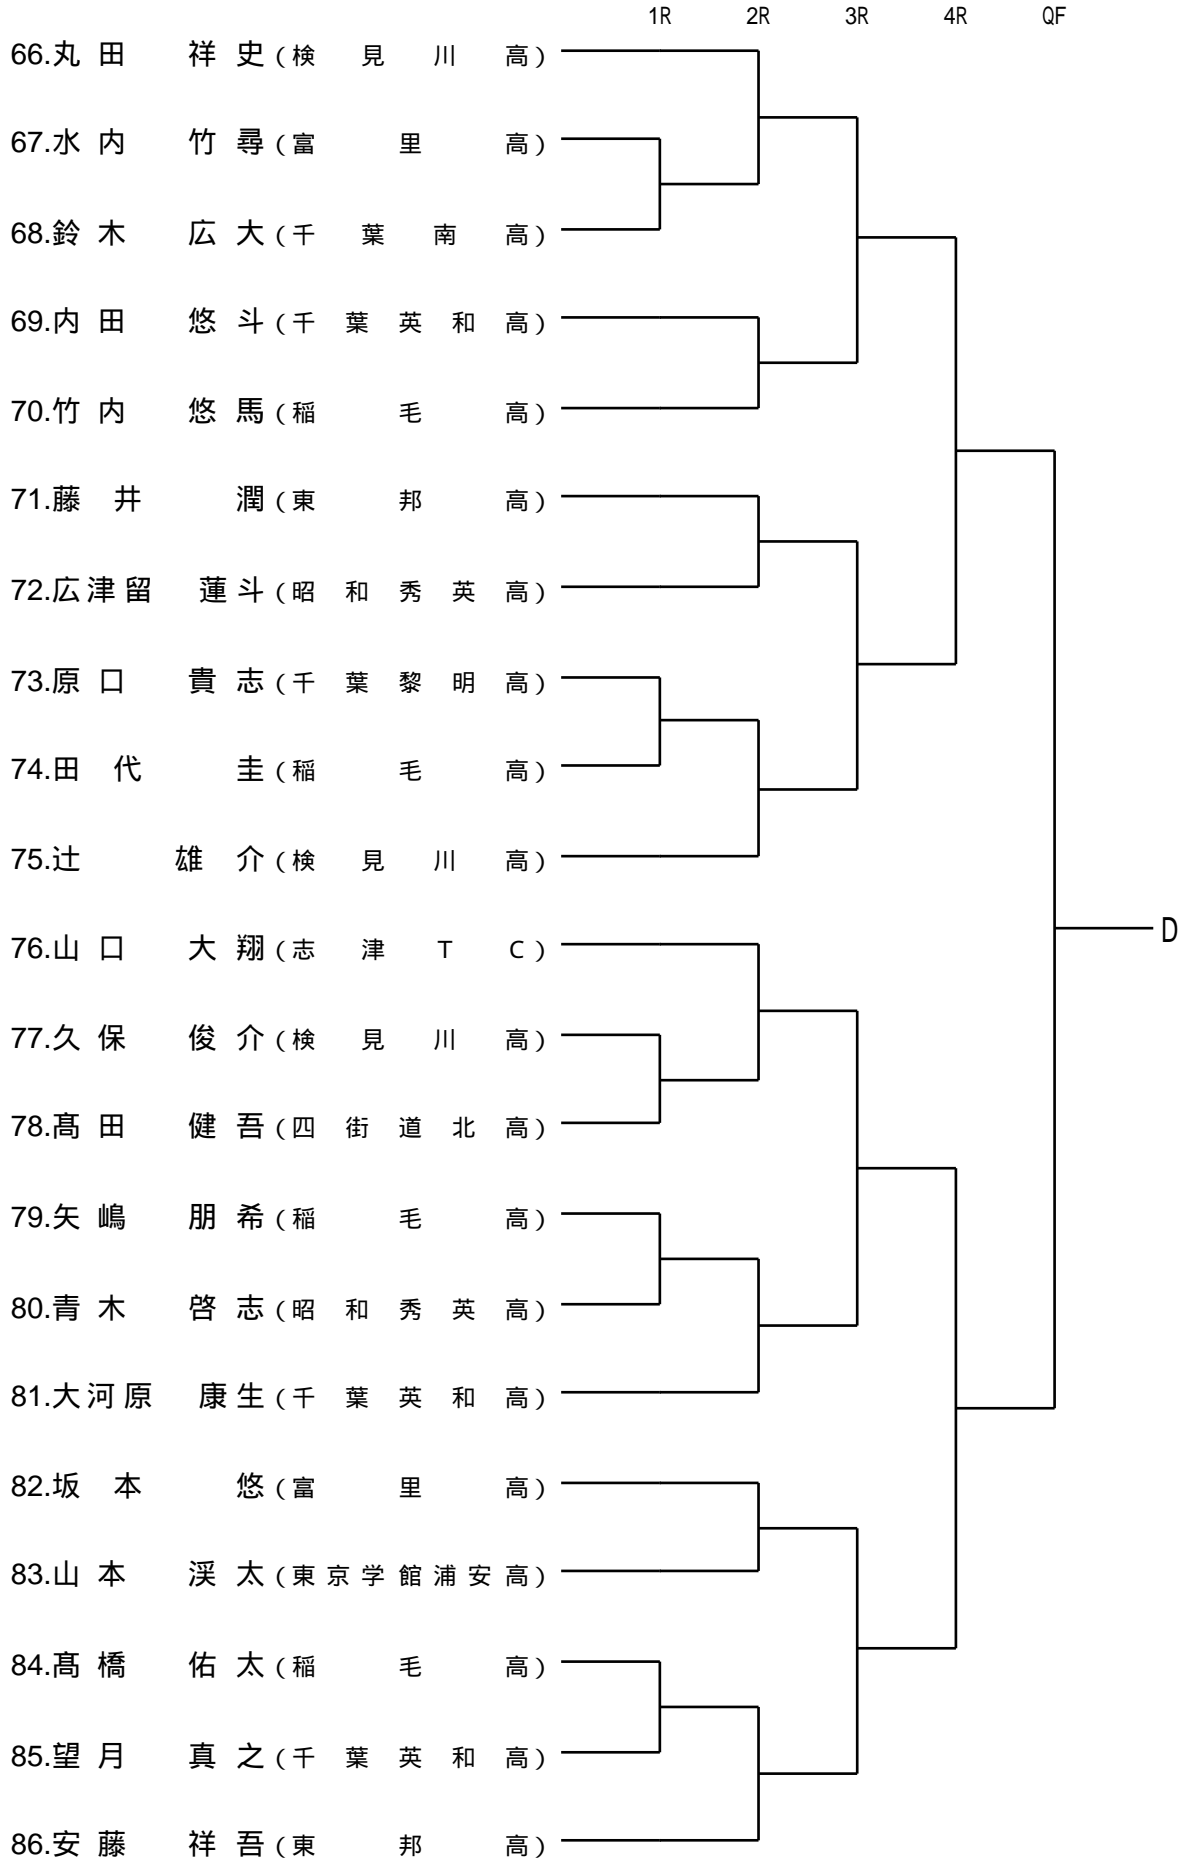 1R 2R 3R 4R QF
66.丸田 祥史(検見川高)
67.水内 竹尋(富里高)
68.鈴木 広大(千葉南高)
69.内田 悠斗(千葉英和高)
70.竹内 悠馬(稲毛高)
71.藤井 潤(東邦高)
72.広津留 蓮斗(昭和秀英高)
73.原口 貴志(千葉黎明高)
74.田代 圭(稲毛高)
75.辻 雄介(検見川高)
D
76.山口 大翔(志津TC)
77.久保 俊介(検見川高)
78.髙田 健吾(四街道北高)
79.矢嶋 朋希(稲毛高)
80.青木 啓志(昭和秀英高)
81.大河原 康生(千葉英和高)
82.坂本 悠(富里高)
83.山本 渓太(東京学館浦安高)
84.髙橋 佑太(稲毛高)
85.望月 真之(千葉英和高)
86.安藤 祥吾(東邦高)